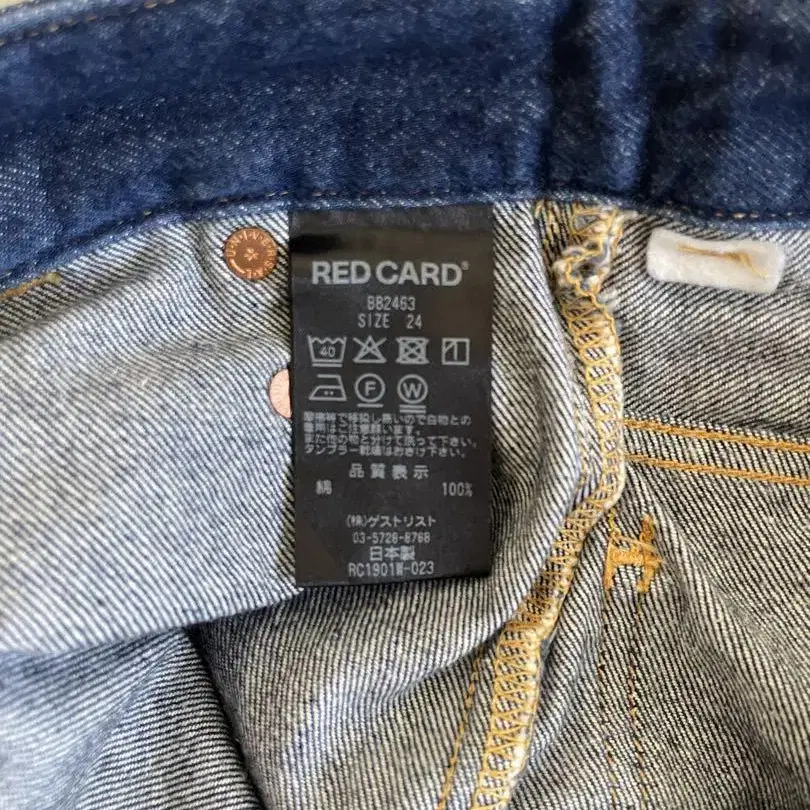 RED CARD®
BB2463
SIZE 24
40
F
W
摩擦等で移染し易いので白物との
着用はご注意願います。
また他の物と分けて洗って下さい。
タンブラー乾燥はおさけ下さい。
品質表示
綿 100%
(株)ゲストリスト
03-5728-8768
日本製
RC1901W-023